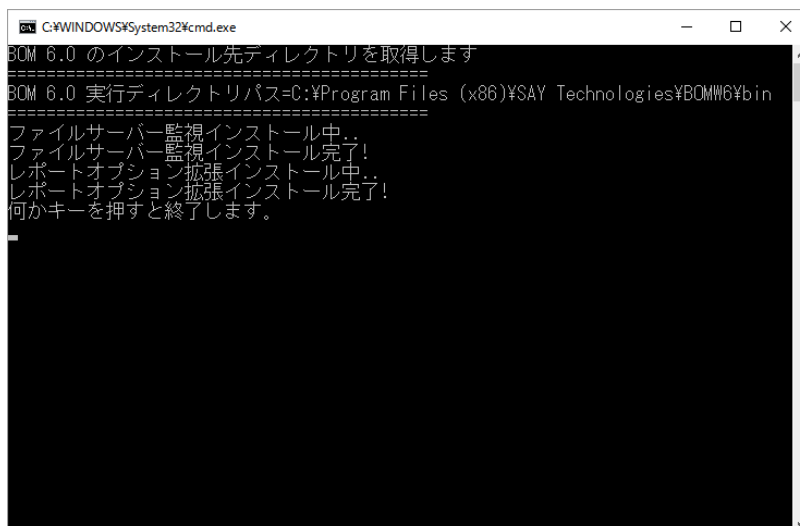 C:¥WINDOWS¥System32¥cmd.exe
BOM 6.0 のインストール先ディレクトリを取得します
==========================================
BOM 6.0 実行ディレクトリパス=C:¥Program Files (x86)¥SAY Technologies¥BOMW6¥bin
==========================================
ファイルサーバー監視インストール中..
ファイルサーバー監視インストール完了!
レポートオプション拡張インストール中..
レポートオプション拡張インストール完了!
何かキーを押すと終了します。